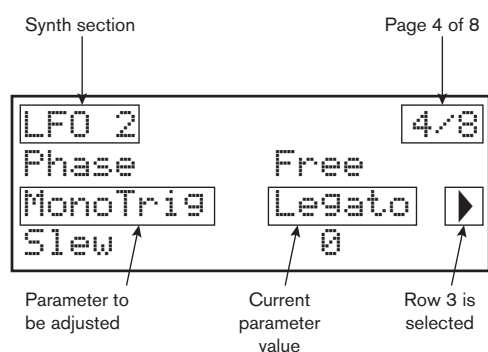 Synth section
Page 4 of 8
LFO 2 4/8
Phase Free
MonoTrig Legato
Slew 0
Parameter to
be adjusted
Current
parameter
value
Row 3 is
selected